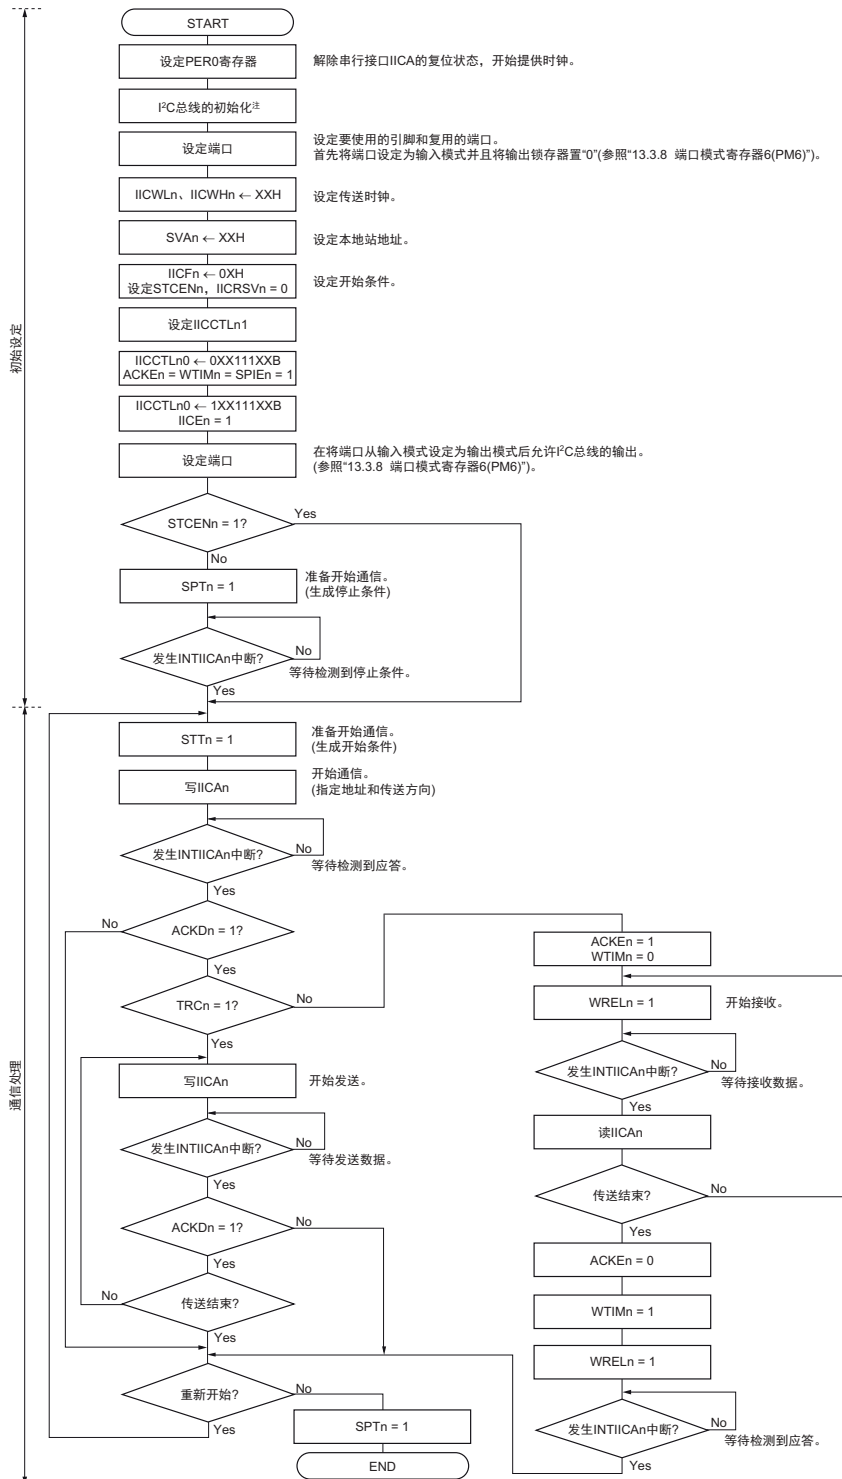 START
设定PER0寄存器
解除串行接口IICA的复位状态，开始提供时钟。
I²C总线的初始化注
设定端口
设定要使用的引脚和复用的端口。
首先将端口设定为输入模式并且将输出锁存器置“0”(参照“13.3.8 端口模式寄存器6(PM6)”)。
IICWLn、IICWHn ← XXH
设定传送时钟。
SVAn ← XXH
设定本地站地址。
IICFn ← 0XH
设定STCENn，IICRSVn = 0
设定开始条件。
设定IICCTLn1
IICCTLn0 ← 0XX111XXB
ACKEn = WTIMn = SPIEn = 1
IICCTLn0 ← 1XX111XXB
IICEn = 1
设定端口
在将端口从输入模式设定为输出模式后允许I²C总线的输出。
(参照“13.3.8 端口模式寄存器6(PM6)”)。
初始设定
STCENn = 1?
Yes
No
SPTn = 1
准备开始通信。
(生成停止条件)
发生INTIICAn中断?
No
等待检测到停止条件。
Yes
STTn = 1
准备开始通信。
(生成开始条件)
写IICAn
开始通信。
(指定地址和传送方向)
发生INTIICAn中断?
No
等待检测到应答。
Yes
No
ACKDn = 1?
Yes
TRCn = 1?
No
Yes
通信处理
写IICAn
开始发送。
发生INTIICAn中断?
No
等待发送数据。
Yes
ACKDn = 1?
No
Yes
No
传送结束?
Yes
重新开始?
No
Yes
SPTn = 1
END
ACKEn = 1
WTIMn = 0
WRELn = 1
开始接收。
发生INTIICAn中断?
No
等待接收数据。
Yes
读IICAn
传送结束?
No
Yes
ACKEn = 0
WTIMn = 1
WRELn = 1
发生INTIICAn中断?
No
等待检测到应答。
Yes